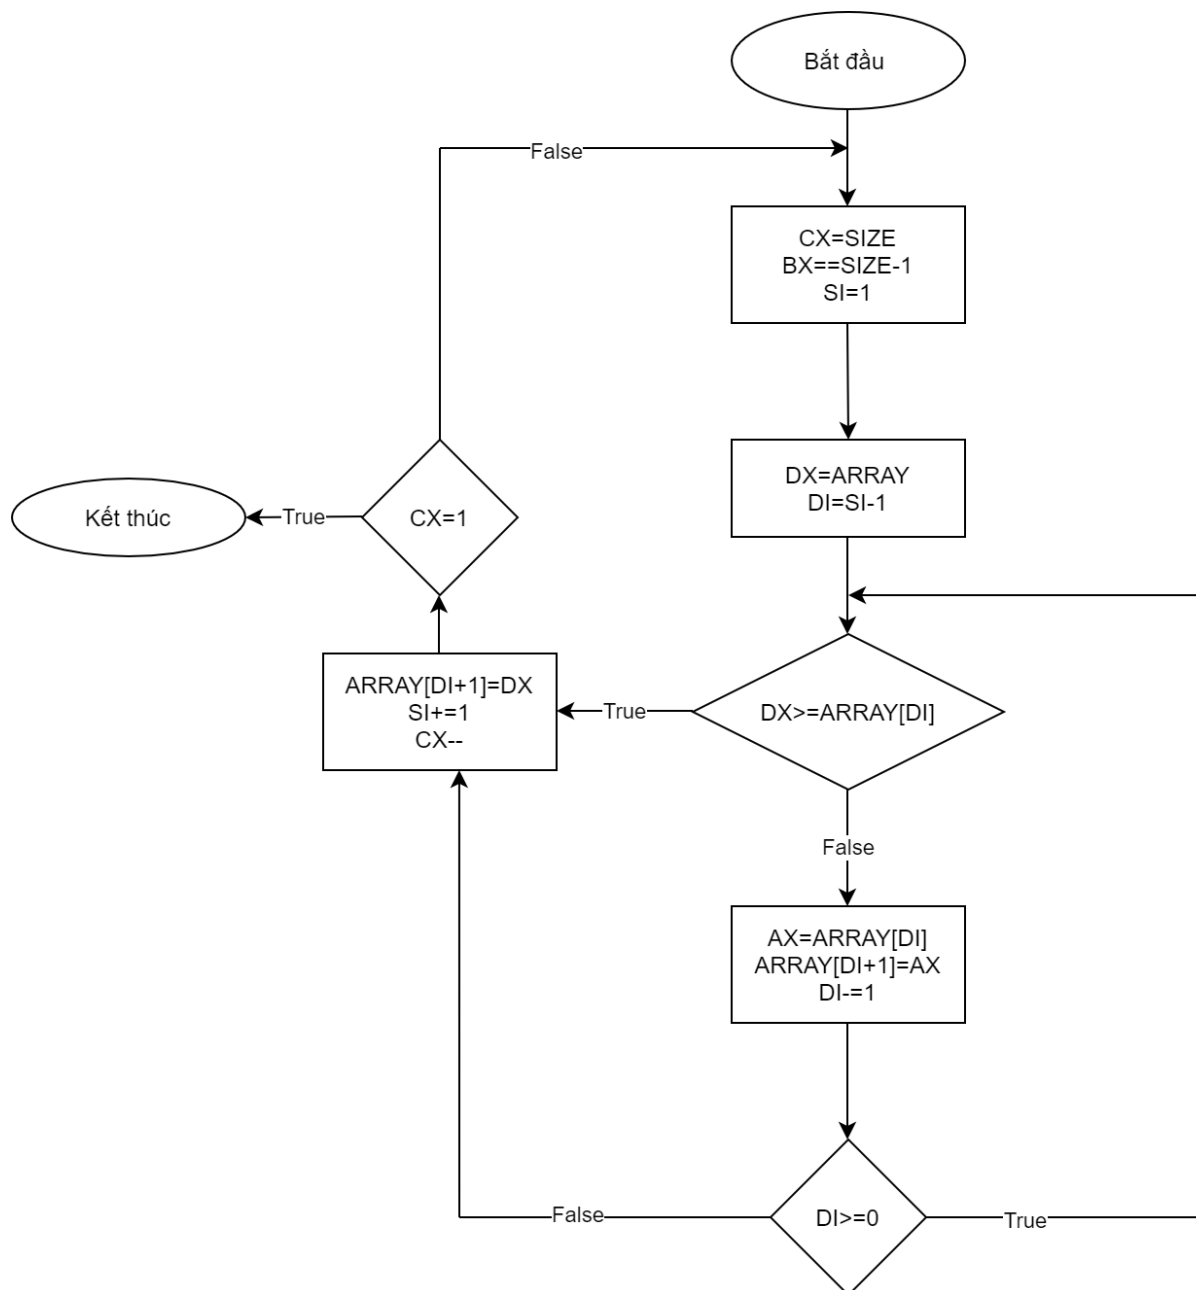 Bắt đầu
False
CX=SIZE
BX==SIZE-1
SI=1
DX=ARRAY
DI=SI-1
Kết thúc
True
CX=1
ARRAY[DI+1]=DX
SI+=1
CX--
True
DX>=ARRAY[DI]
False
AX=ARRAY[DI]
ARRAY[DI+1]=AX
DI-=1
False
DI>=0
True